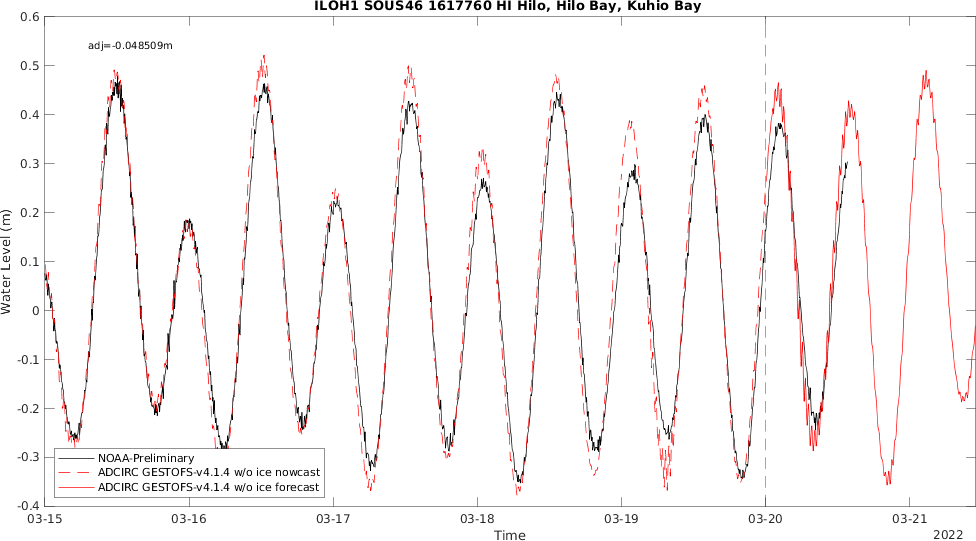 ILOH1 SOUS46 1617760 HI Hilo, Hilo Bay, Kuhio Bay
adj=-0.048509m
0.6
0.5
0.4
0.3
0.2
0.1
0
-0.1
-0.2
-0.3
-0.4
Water Level (m)
NOAA-Preliminary
ADCIRC GESTOFS-v4.1.4 w/o ice nowcast
ADCIRC GESTOFS-v4.1.4 w/o ice forecast
03-15 03-16 03-17 03-18 03-19 03-20 03-21
Time
2022